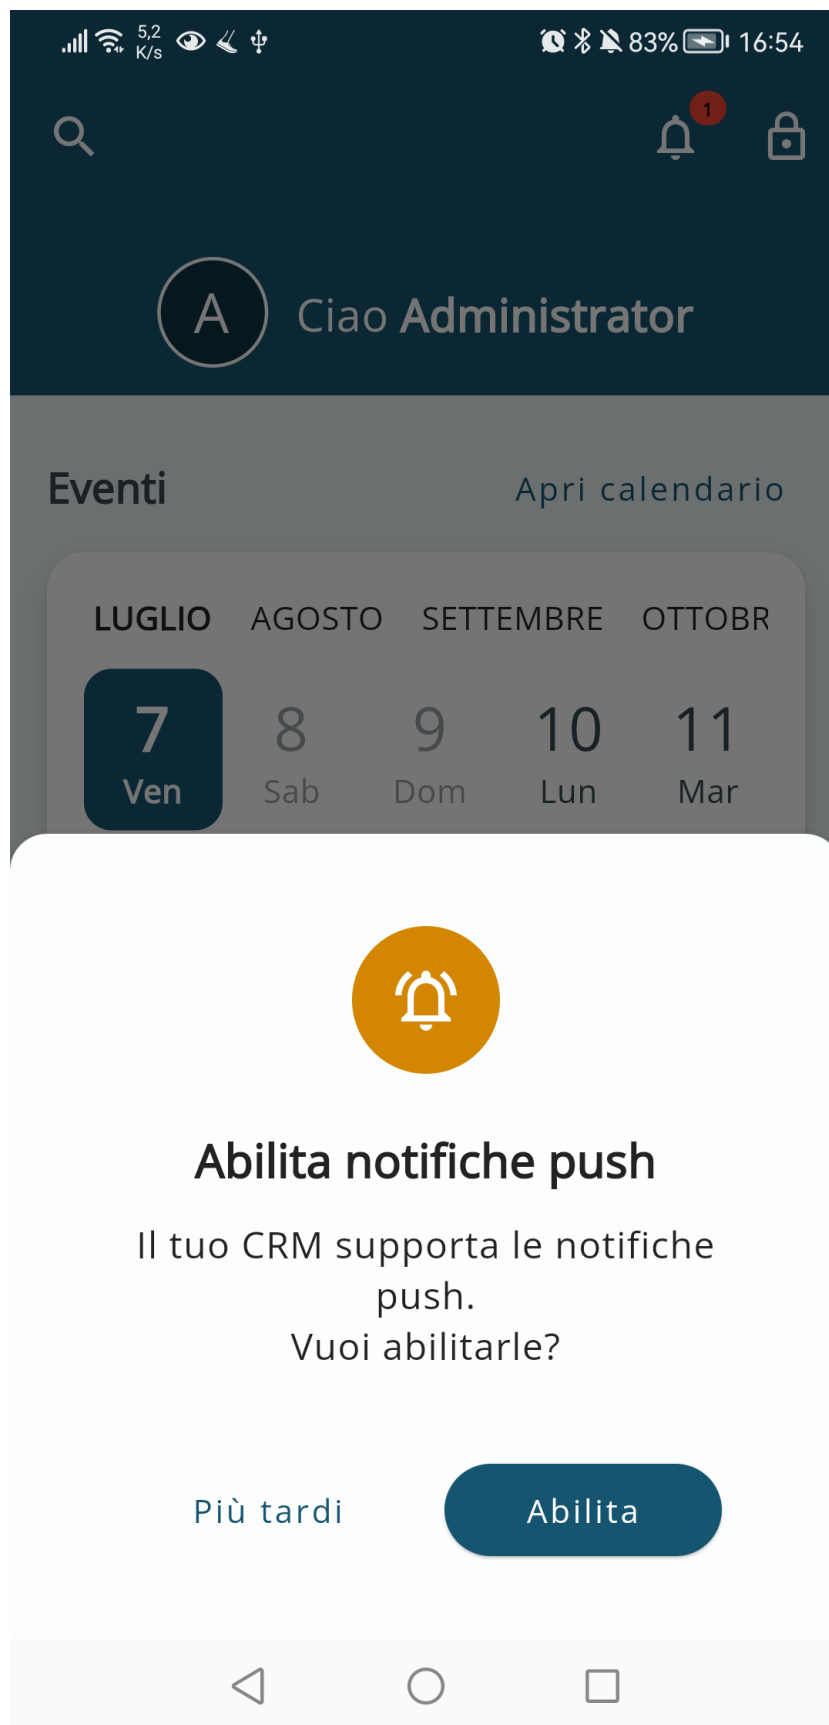 5,2
K/s
83% 16:54
1
A
Ciao Administrator
Eventi
Apri calendario
LUGLIO AGOSTO SETTEMBRE OTTOBR
7 8 9 10 11
Ven Sab Dom Lun Mar
Abilita notifiche push
Il tuo CRM supporta le notifiche
push.
Vuoi abilitarle?
Più tardi
Abilita